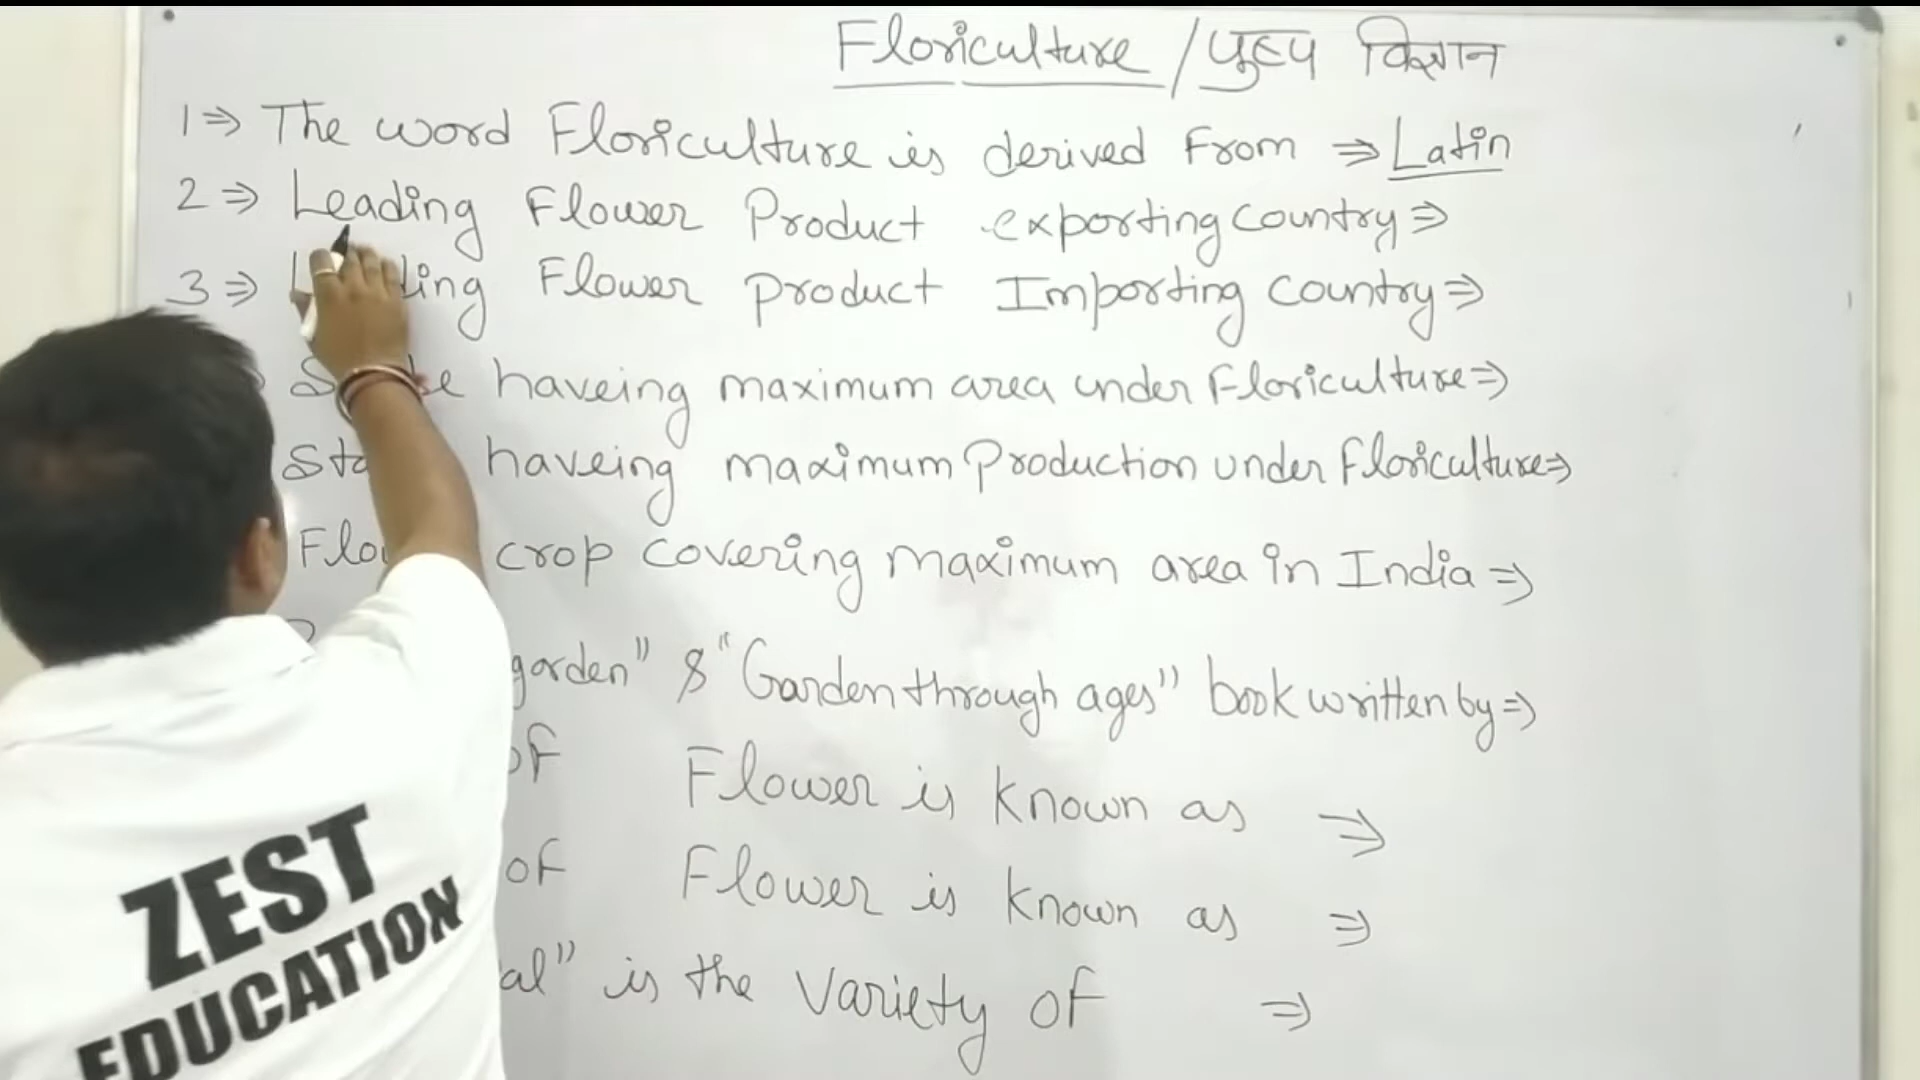 Floriculture / पुष्प विज्ञान
1⇒ The word Floriculture is derived from ⇒ Latin
2⇒ Leading Flower Product exporting country⇒
3⇒ Flower product Importing country⇒
haveing maximum area under Floriculture⇒
haveing maximum Production under floriculture⇒
crop covering maximum area in India⇒
garden" & "Garden through ages" book written by⇒
of Flower is known as ⇒
of Flower is known as ⇒
is the Variety of ⇒
ZEST
EDUCATION